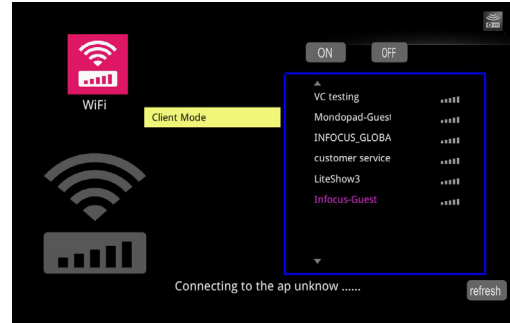 ON OFF
WiFi
VC testing
Client Mode
Mondopad-Guest
INFOCUS_GLOBA
customer service
LiteShow3
Infocus-Guest
Connecting to the ap unknow ......
refresh